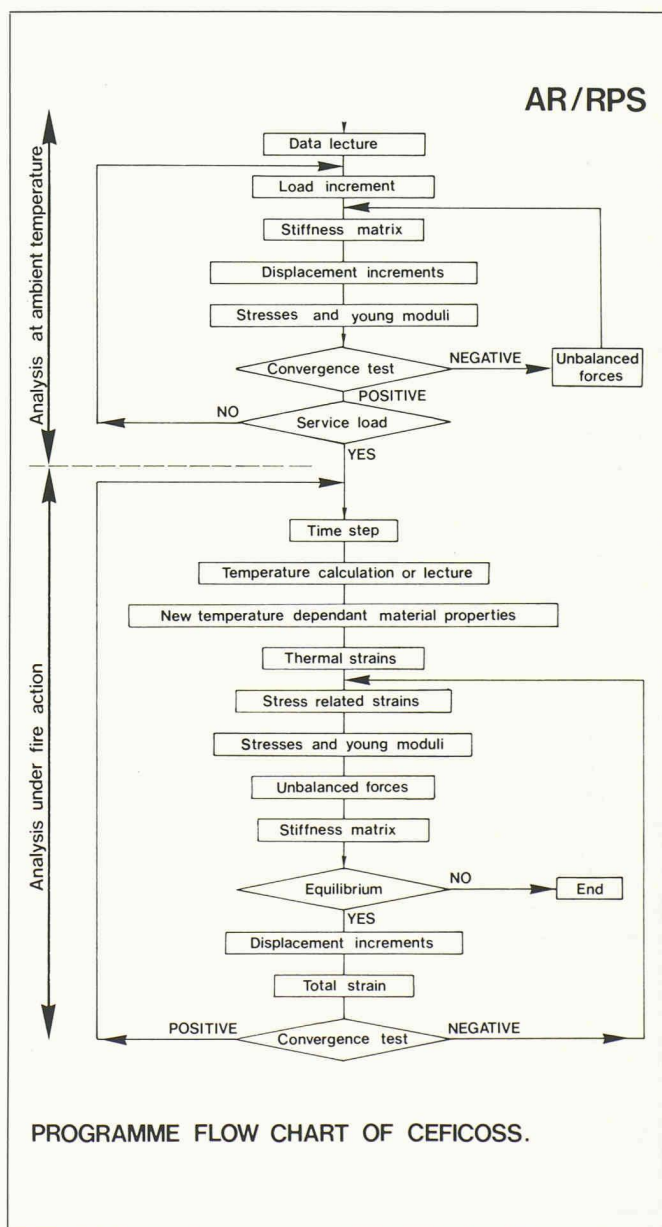 AR/RPS
Analysis at ambient temperature
Data lecture
Load increment
Stiffness matrix
Displacement increments
Stresses and young moduli
Convergence test
NEGATIVE
Unbalanced
forces
POSITIVE
NO
Service load
YES
Analysis under fire action
Time step
Temperature calculation or lecture
New temperature dependant material properties
Thermal strains
Stress related strains
Stresses and young moduli
Unbalanced forces
Stiffness matrix
Equilibrium
NO
End
YES
Displacement increments
Total strain
POSITIVE
Convergence test
NEGATIVE
PROGRAMME FLOW CHART OF CEFICOSS.